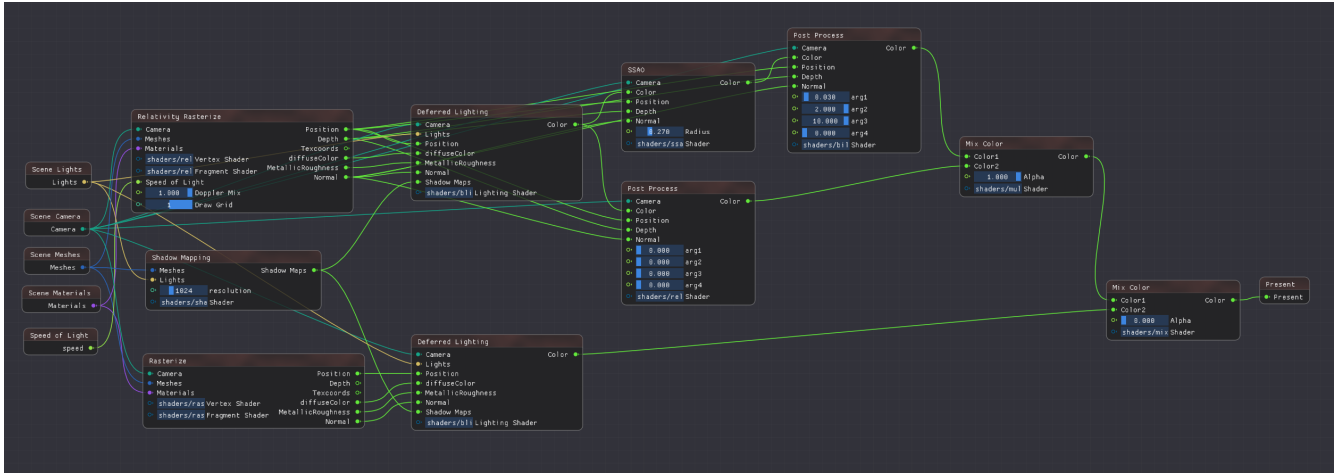 Scene Lights
Lights
Scene Camera
Camera
Scene Meshes
Meshes
Scene Materials
Materials
Speed of Light
speed
Relativity Rasterize
Camera Position
Meshes Depth
Materials Texcoords
shaders/rel Vertex Shader diffuseColor
shaders/rel Fragment Shader MetallicRoughness
Speed of Light Normal
1.000 Doppler Mix
Draw Grid
Shadow Mapping
Meshes Shadow Maps
Lights
1024 resolution
shaders/sha Shader
Rasterize
Camera Position
Meshes Depth
Materials Texcoords
shaders/ras Vertex Shader diffuseColor
shaders/ras Fragment Shader MetallicRoughness
Normal
Deferred Lighting
Camera Color
Lights
Position
diffuseColor
MetallicRoughness
Normal
Shadow Maps
shaders/bli Lighting Shader
Deferred Lighting
Camera Color
Lights
Position
diffuseColor
MetallicRoughness
Normal
Shadow Maps
shaders/bli Lighting Shader
SSAO
Camera Color
Color
Position
Depth
Normal
0.270 Radius
shaders/ssa Shader
Post Process
Camera Color
Color
Position
Depth
Normal
0.000 arg1
0.000 arg2
0.000 arg3
0.000 arg4
shaders/rel Shader
Post Process
Camera Color
Color
Position
Depth
Normal
0.030 arg1
2.000 arg2
10.000 arg3
0.000 arg4
shaders/bil Shader
Mix Color
Color1 Color
Color2
1.000 Alpha
shaders/mul Shader
Mix Color
Color1 Color
Color2
0.000 Alpha
shaders/mix Shader
Present
Present